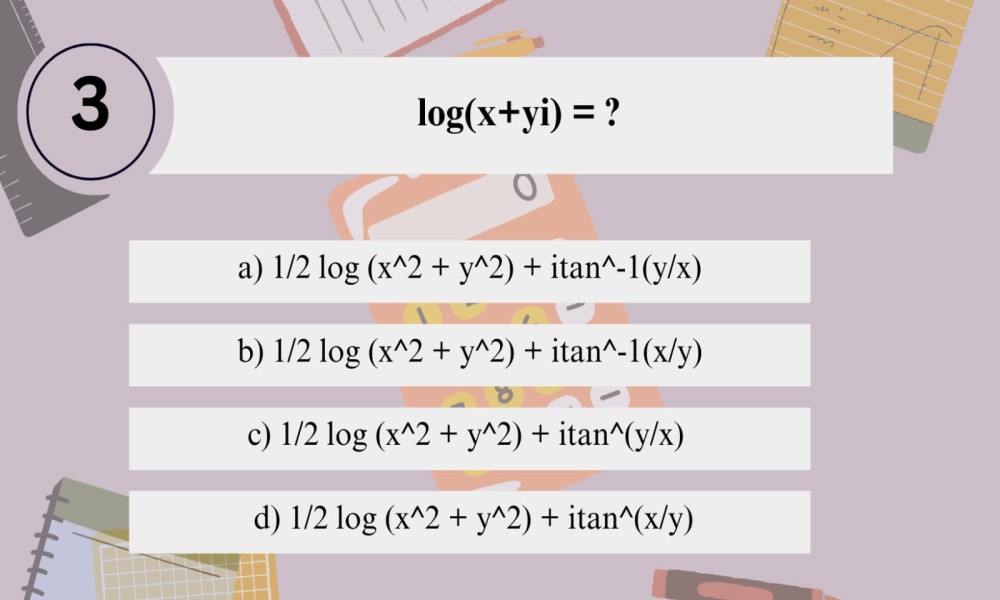 3
log(x+yi) = ?
0
a) 1/2 log (x^2 + y^2) + itan^-1(y/x)
b) 1/2 log (x^2 + y^2) + itan^-1(x/y)
c) 1/2 log (x^2 + y^2) + itan^(y/x)
d) 1/2 log (x^2 + y^2) + itan^(x/y)